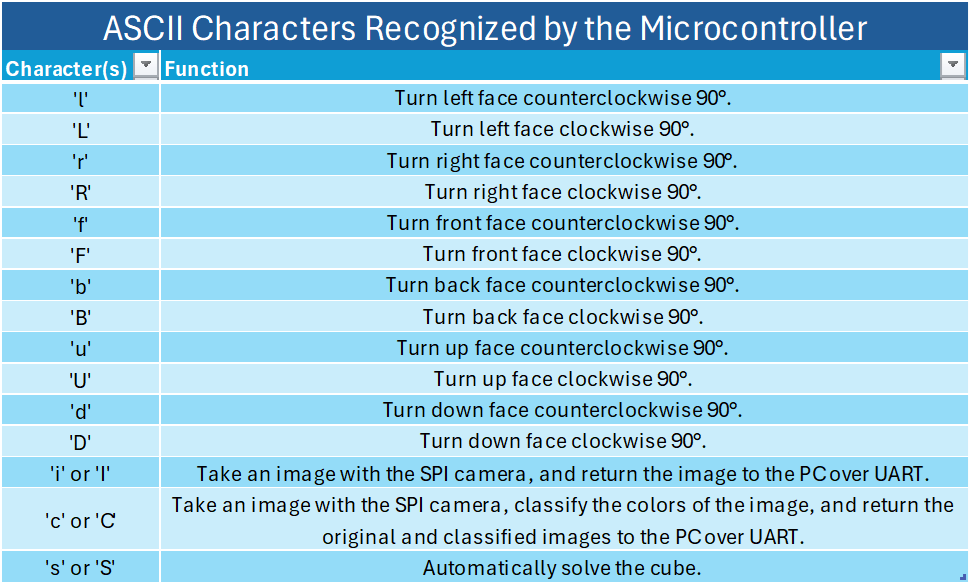 ASCII Characters Recognized by the Microcontroller
Character(s) Function
'l' Turn left face counterclockwise 90°.
'L' Turn left face clockwise 90°.
'r' Turn right face counterclockwise 90°.
'R' Turn right face clockwise 90°.
'f' Turn front face counterclockwise 90°.
'F' Turn front face clockwise 90°.
'b' Turn back face counterclockwise 90°.
'B' Turn back face clockwise 90°.
'u' Turn up face counterclockwise 90°.
'U' Turn up face clockwise 90°.
'd' Turn down face counterclockwise 90°.
'D' Turn down face clockwise 90°.
'i' or 'I' Take an image with the SPI camera, and return the image to the PC over UART.
'c' or 'C' Take an image with the SPI camera, classify the colors of the image, and return the
original and classified images to the PC over UART.
's' or 'S' Automatically solve the cube.